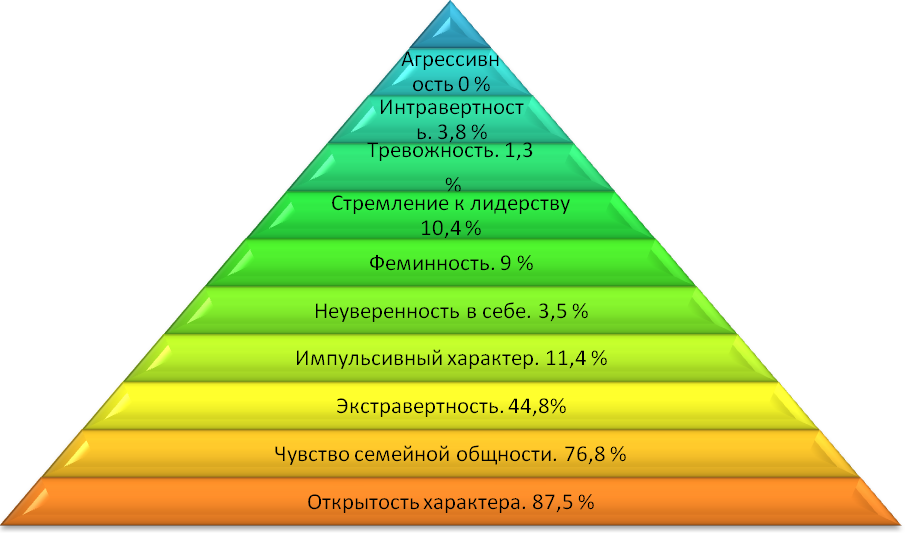 Агрессивн
ость 0 %
Интравертност
ь. 3,8 %
Тревожность. 1,3
%
Стремление к лидерству
10,4 %
Феминность. 9 %
Неуверенность в себе. 3,5 %
Импульсивный характер. 11,4 %
Экстравертность. 44,8%
Чувство семейной общности. 76,8 %
Открытость характера. 87,5 %